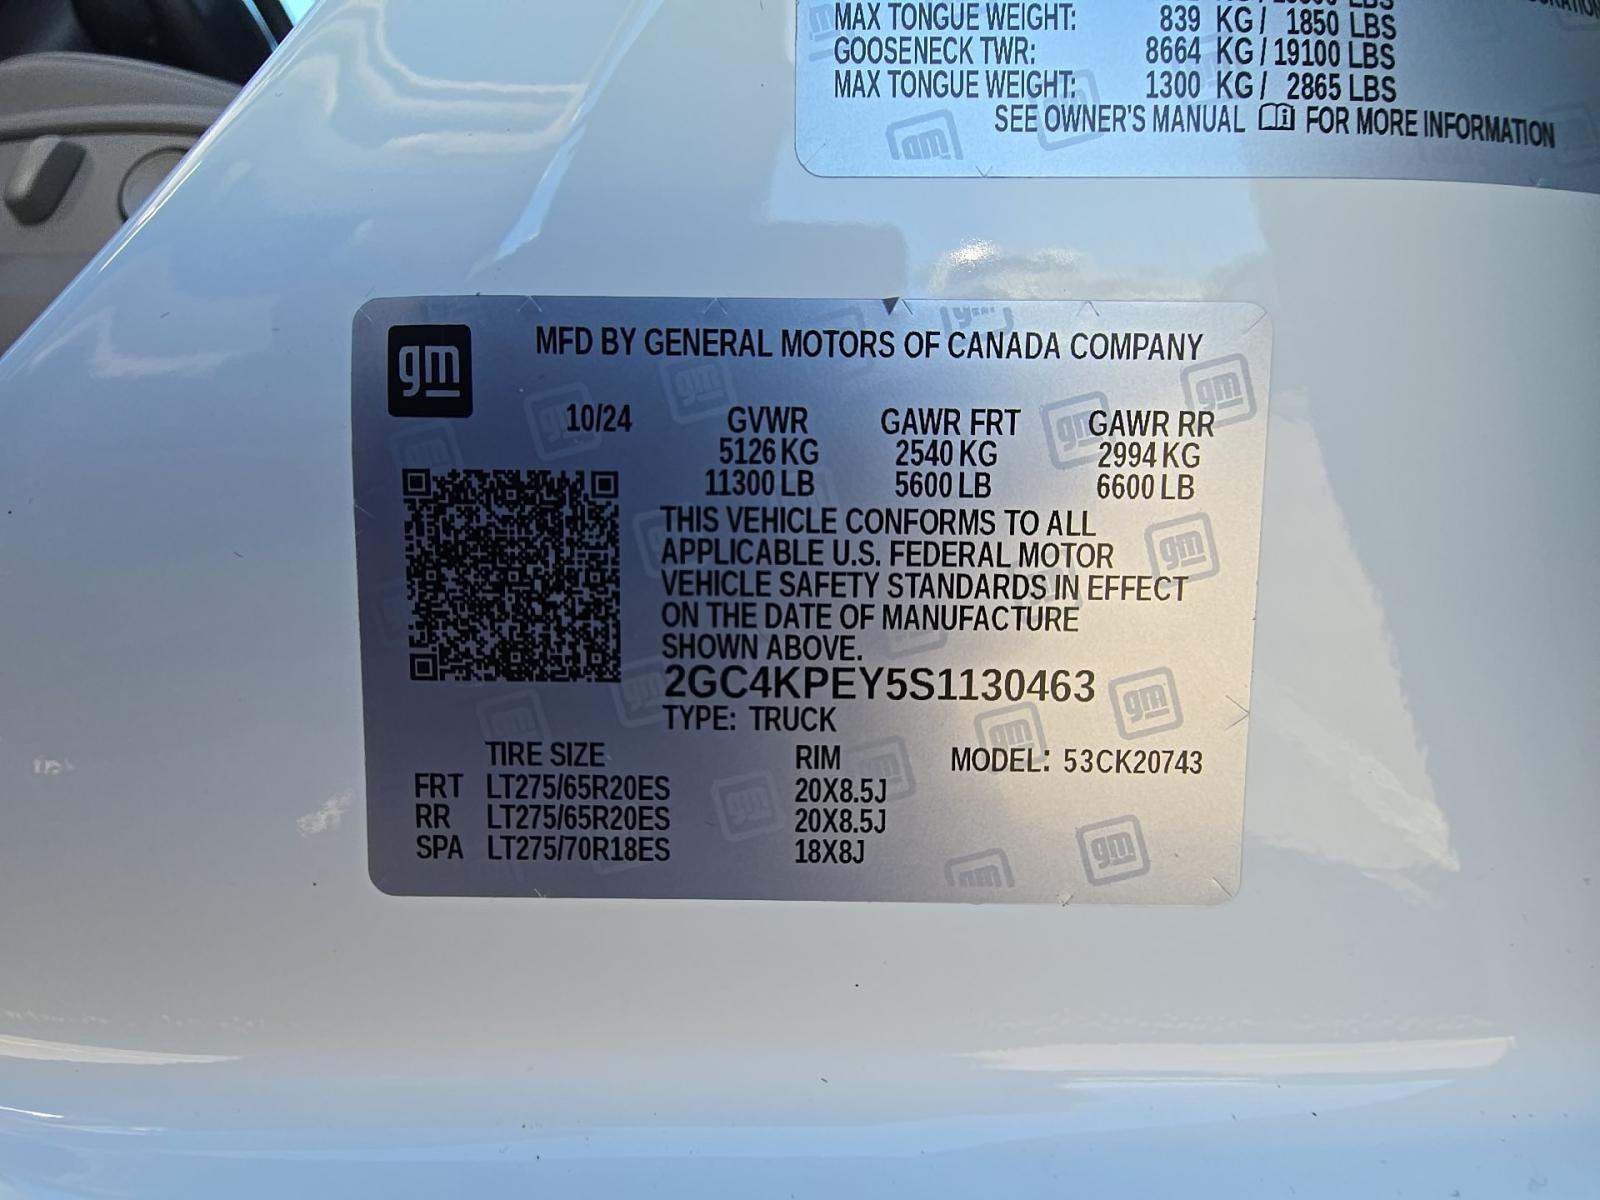 MAX TONGUE WEIGHT: 839 KG / 1850 LBS
GOOSENECK TWR: 8664 KG / 19100 LBS
MAX TONGUE WEIGHT: 1300 KG / 2865 LBS
SEE OWNER'S MANUAL FOR MORE INFORMATION
gm
MFD BY GENERAL MOTORS OF CANADA COMPANY
10/24 GVWR GAWR FRT GAWR RR
5126 KG 2540 KG 2994 KG
11300 LB 5600 LB 6600 LB
THIS VEHICLE CONFORMS TO ALL
APPLICABLE U.S. FEDERAL MOTOR
VEHICLE SAFETY STANDARDS IN EFFECT
ON THE DATE OF MANUFACTURE
SHOWN ABOVE.
2GC4KPEY5S1130463
TYPE: TRUCK
TIRE SIZE RIM MODEL: 53CK20743
FRT LT275/65R20ES 20X8.5J
RR LT275/65R20ES 20X8.5J
SPA LT275/70R18ES 18X8J